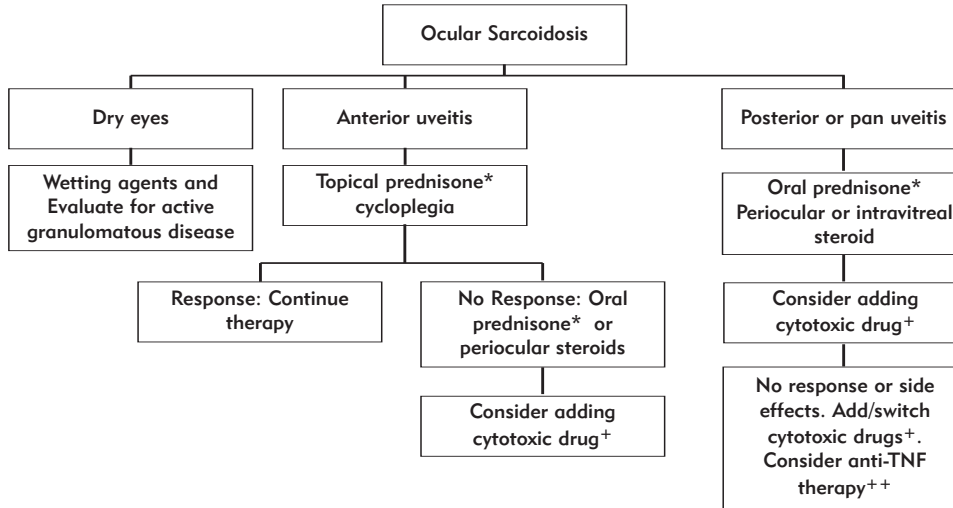 Ocular Sarcoidosis
Dry eyes
Anterior uveitis
Posterior or pan uveitis
Wetting agents and
Evaluate for active
granulomatous disease
Topical prednisone*
cycloplegia
Oral prednisone*
Periocular or intravitreal
steroid
Response: Continue
therapy
No Response: Oral
prednisone* or
periocular steroids
Consider adding
cytotoxic drug+
Consider adding
cytotoxic drug+
No response or side
effects. Add/switch
cytotoxic drugs+.
Consider anti-TNF
therapy++